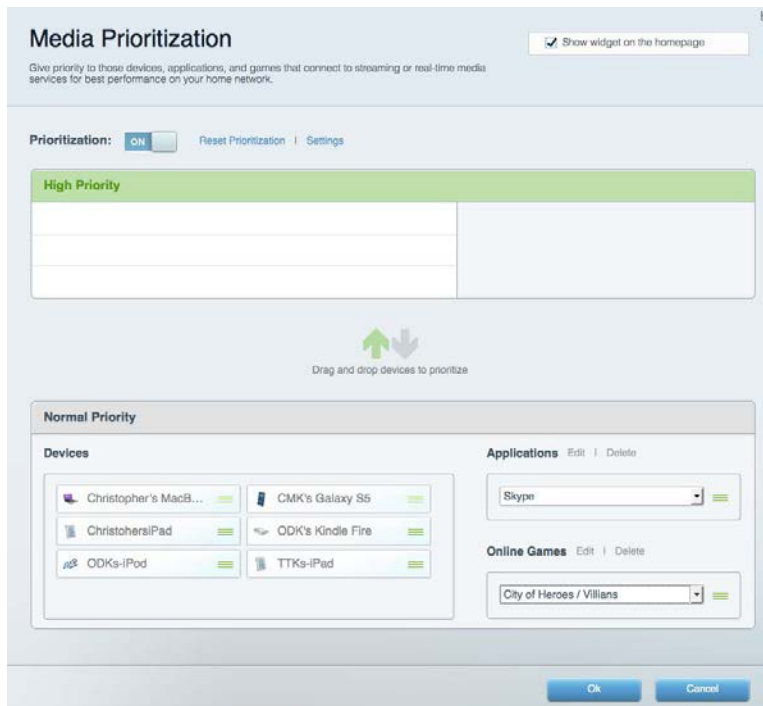 Media Prioritization
Show widget on the homepage
Give priority to those devices, applications, and games that connect to streaming or real-time media
services for best performance on your home network.
Prioritization: ON Reset Prioritization | Settings
High Priority
Drag and drop devices to prioritize
Normal Priority
Devices
Applications Edit | Delete
Christopher's MacB... CMK's Galaxy S5
Skype
ChristohersiPad ODK's Kindle Fire
Online Games Edit | Delete
ODKs-iPod TTKs-iPad
City of Heroes / Villians
Ok Cancel